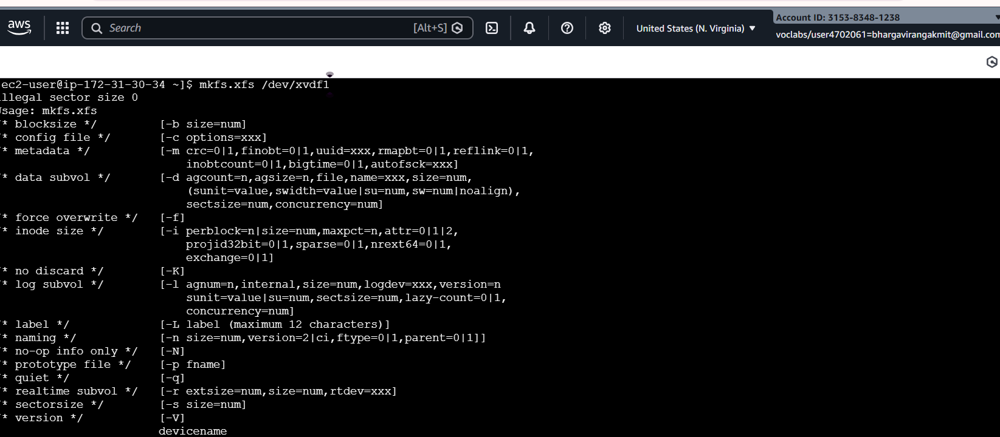 aws
Search
[Alt+S]
United States (N. Virginia) ▼
Account ID: 3153-8348-1238
voclabs/user4702061=bhargavirangakmit@gmail.com
ec2-user@ip-172-31-30-34 ~]$ mkfs.xfs /dev/xvdf1
illegal sector size 0
Usage: mkfs.xfs
/* blocksize */ [-b size=num]
/* config file */ [-c options=xxx]
/* metadata */ [-m crc=0|1,finobt=0|1,uuid=xxx,rmapbt=0|1,reflink=0|1,
inobtcount=0|1,bigtime=0|1,autofsck=xxx]
/* data subvol */ [-d agcount=n,agsize=n,file,name=xxx,size=num,
(sunit=value,swidth=value|su=num,sw=num|noalign),
sectsize=num,concurrency=num]
/* force overwrite */ [-f]
/* inode size */ [-i perblock=n|size=num,maxpct=n,attr=0|1|2,
projid32bit=0|1,sparse=0|1,nrext64=0|1,
exchange=0|1]
/* no discard */ [-K]
/* log subvol */ [-l agnum=n,internal,size=num,logdev=xxx,version=n
sunit=value|su=num,sectsize=num,lazy-count=0|1,
concurrency=num]
/* label */ [-L label (maximum 12 characters)]
/* naming */ [-n size=num,version=2|ci,ftype=0|1,parent=0|1]]
/* no-op info only */ [-N]
/* prototype file */ [-p fname]
/* quiet */ [-q]
/* realtime subvol */ [-r extsize=num,size=num,rtdev=xxx]
/* sectorsize */ [-s size=num]
/* version */ [-V]
devicename